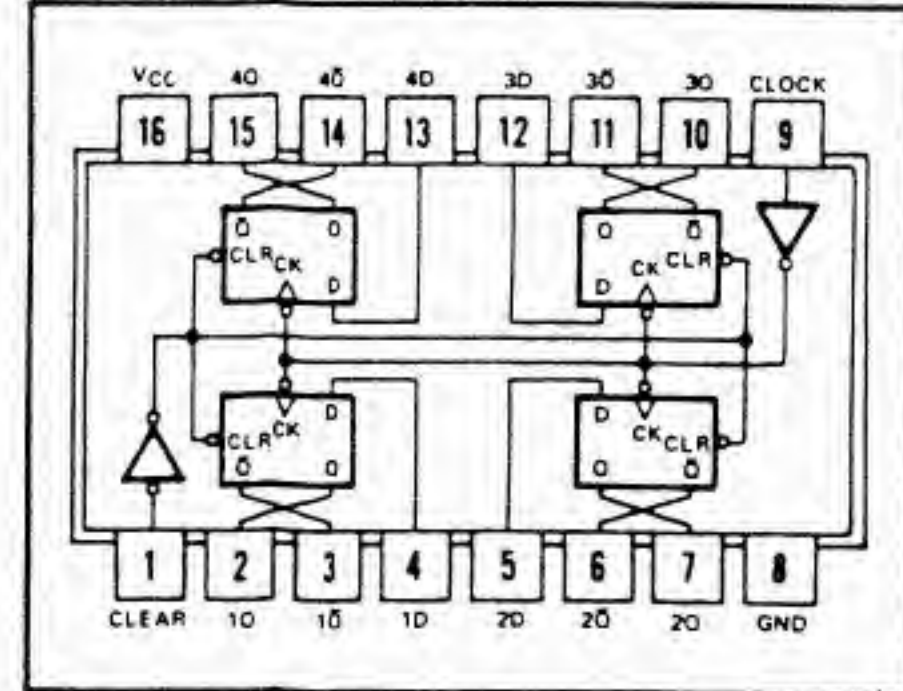 VCC 4Q 4Q̄ 4D 3D 3Q̄ 3Q CLOCK
16 15 14 13 12 11 10 9
Q̄ Q Q Q̄
CLR CK CK CLR
D D
D D
CLR CK CK CLR
Q̄ Q Q Q̄
1 2 3 4 5 6 7 8
CLEAR 1Q 1Q̄ 1D 2D 2Q̄ 2Q GND